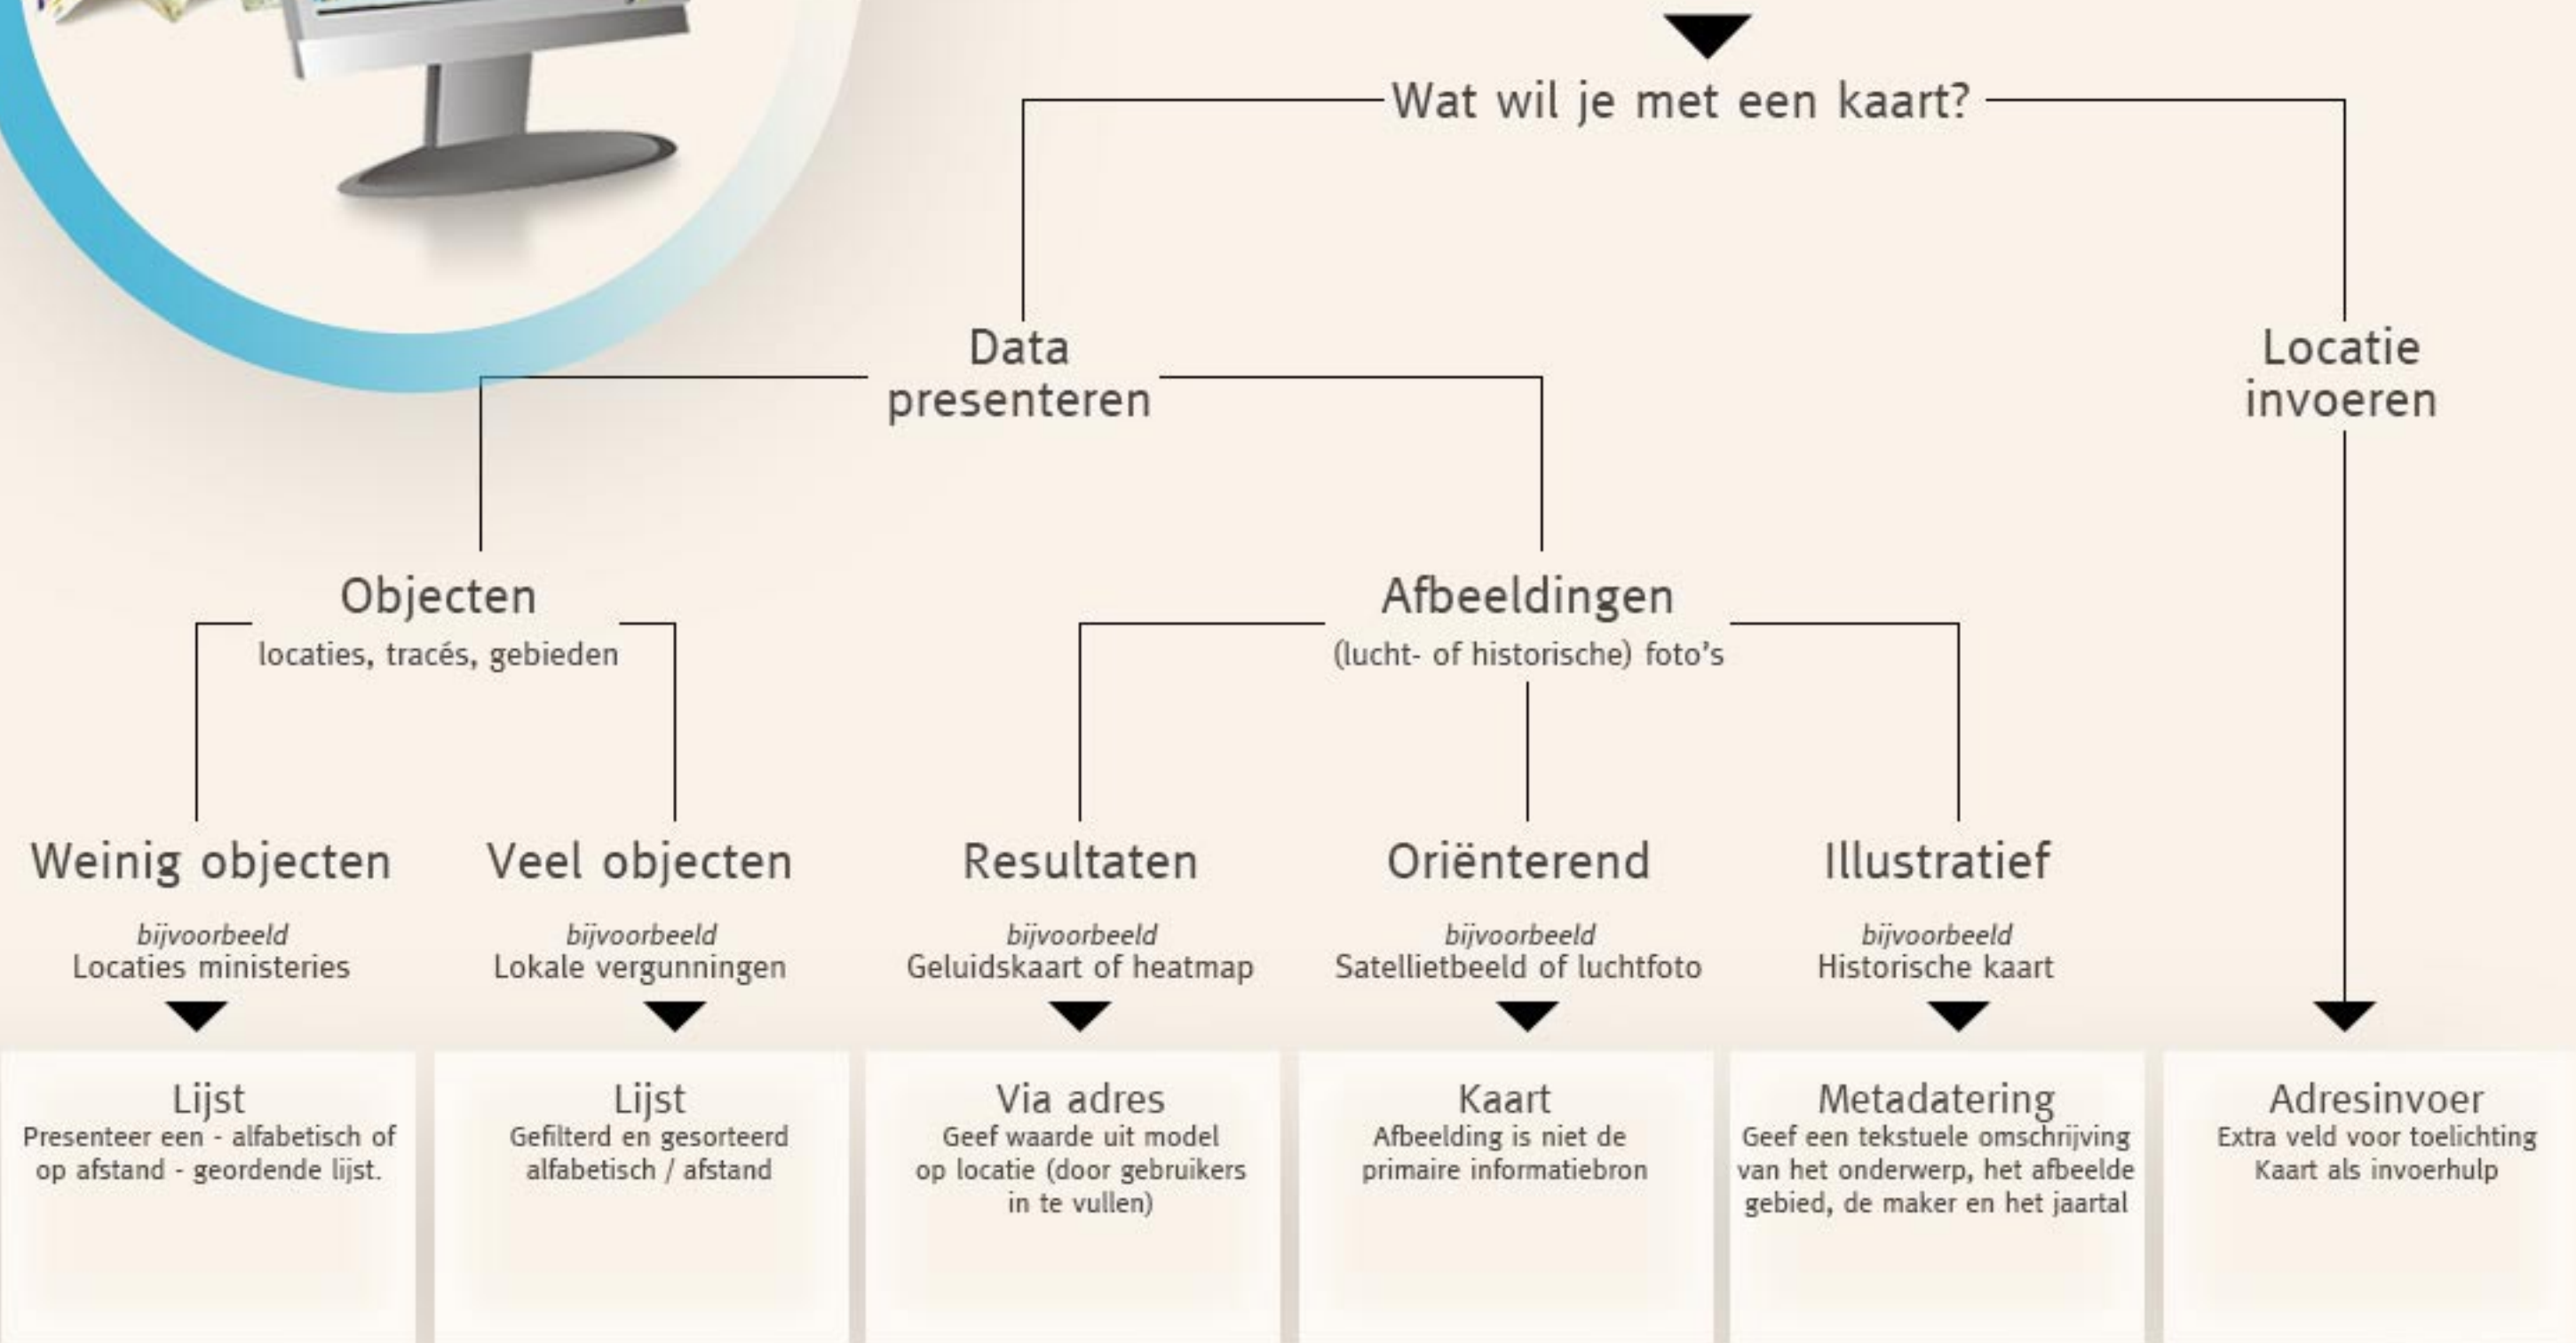 Wat wil je met een kaart?
Data
presenteren
Locatie
invoeren
Objecten
locaties, tracés, gebieden
Afbeeldingen
(lucht- of historische) foto's
Weinig objecten
bijvoorbeeld
Locaties ministeries
Veel objecten
bijvoorbeeld
Lokale vergunningen
Resultaten
bijvoorbeeld
Geluidskaart of heatmap
Oriënterend
bijvoorbeeld
Satellietbeeld of luchtfoto
Illustratief
bijvoorbeeld
Historische kaart
Lijst
Presenteer een - alfabetisch of
op afstand - geordende lijst.
Lijst
Gefilterd en gesorteerd
alfabetisch / afstand
Via adres
Geef waarde uit model
op locatie (door gebruikers
in te vullen)
Kaart
Afbeelding is niet de
primaire informatiebron
Metadatering
Geef een tekstuele omschrijving
van het onderwerp, het afbeelde
gebied, de maker en het jaartal
Adresinvoer
Extra veld voor toelichting
Kaart als invoerhulp